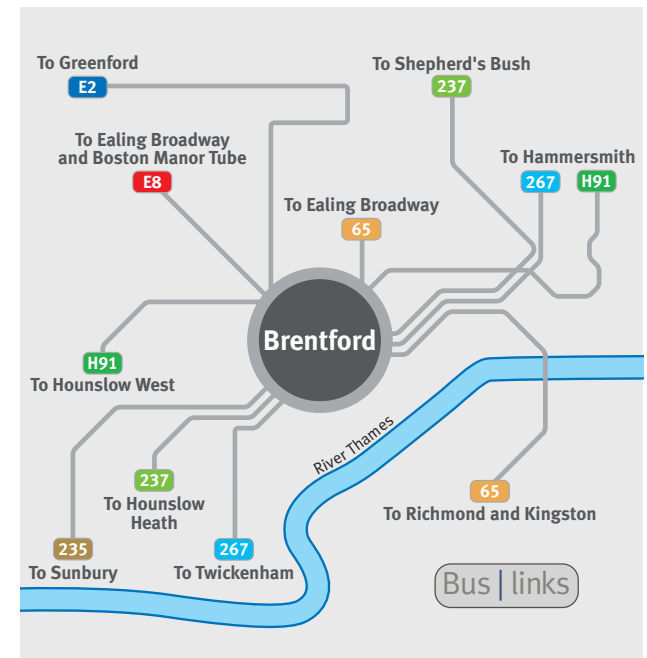 To Greenford
E2
To Shepherd's Bush
237
To Ealing Broadway
and Boston Manor Tube
E8
To Hammersmith
267 H91
To Ealing Broadway
65
Brentford
H91
To Hounslow West
River Thames
237
To Hounslow
Heath
65
To Richmond and Kingston
235
To Sunbury
267
To Twickenham
Bus | links